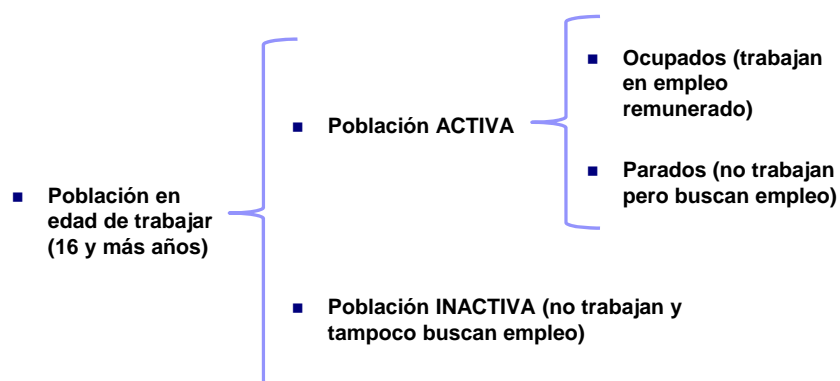 Población en
edad de trabajar
(16 y más años)
Población ACTIVA
Ocupados (trabajan
en empleo
remunerado)
Parados (no trabajan
pero buscan empleo)
Población INACTIVA (no trabajan y
tampoco buscan empleo)